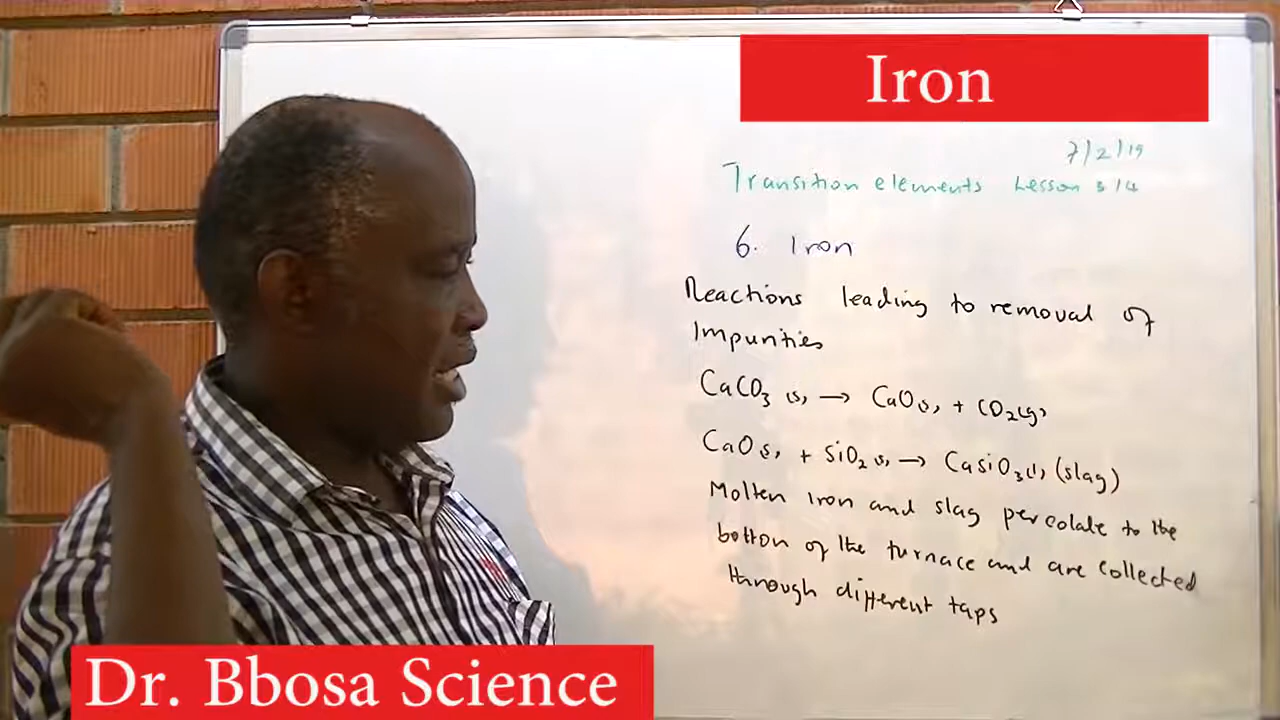 Iron
7/2/19
Transition elements Lesson 3/4
6. Iron
Reactions leading to removal of
Impurities
CaCO3(s) → CaO(s) + CO2(g)
CaO(s) + SiO2(s) → CaSiO3(l) (slag)
Molten Iron and slag percolate to the
bottom of the furnace and are collected
through different taps
Dr. Bbosa Science